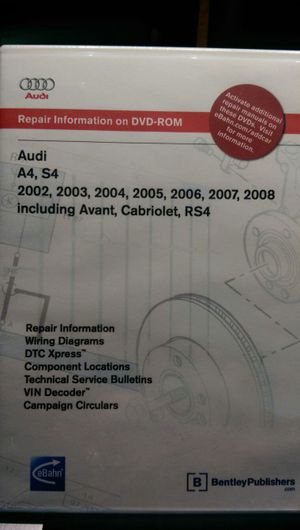 Audi
Repair Information on DVD-ROM
Activate additional
repair manuals on
these DVDs. Visit
eBahn.com/addcar
for more
information.
Audi
A4, S4
2002, 2003, 2004, 2005, 2006, 2007, 2008
including Avant, Cabriolet, RS4
Repair Information
Wiring Diagrams
DTC Xpress™
Component Locations
Technical Service Bulletins
VIN Decoder™
Campaign Circulars
eBahn
[B] BentleyPublishers
.com